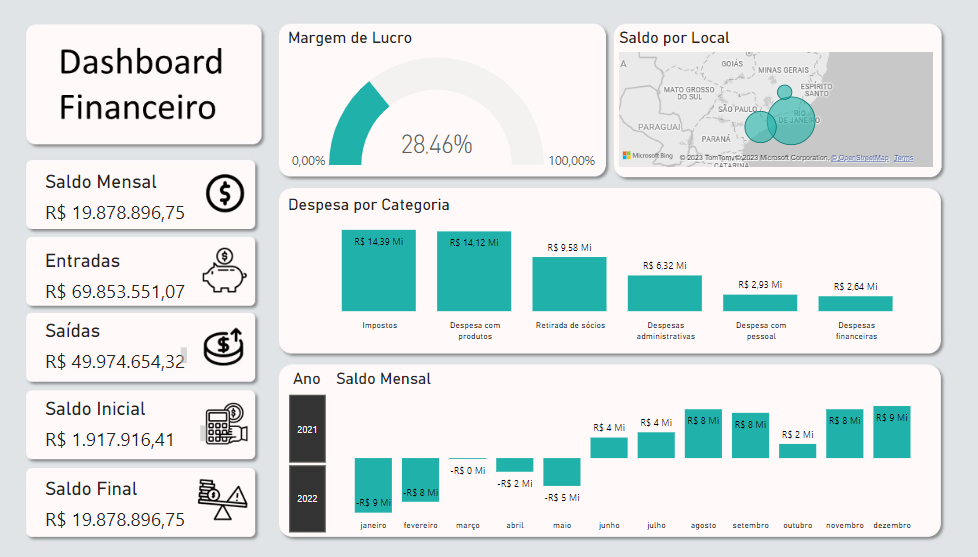 Dashboard
Financeiro
Saldo Mensal
R$ 19.878.896,75
Entradas
R$ 69.853.551,07
Saídas
R$ 49.974.654,32
Saldo Inicial
R$ 1.917.916,41
Saldo Final
R$ 19.878.896,75
Margem de Lucro
28,46%
0,00%
100,00%
Saldo por Local
GOIÁS
MINAS GERAIS
MATO GROSSO
DO SUL
ESPÍRITO
SANTO
SÃO PAULO
RIO
DE JANEIRO
PARAGUAI
PARANÁ
Microsoft Bing
© 2023 TomTom, © 2023 Microsoft Corporation, © OpenStreetMap Terms
SANTA
CATARINA
Despesa por Categoria
R$ 14,39 Mi
R$ 14,12 Mi
R$ 9,58 Mi
R$ 6,32 Mi
R$ 2,93 Mi
R$ 2,64 Mi
Impostos
Despesa com
produtos
Retirada de sócios
Despesas
administrativas
Despesa com
pessoal
Despesas
financeiras
Ano
2021
2022
Saldo Mensal
-R$ 9 Mi
-R$ 8 Mi
-R$ 0 Mi
-R$ 2 Mi
-R$ 5 Mi
R$ 4 Mi
R$ 4 Mi
R$ 8 Mi
R$ 8 Mi
R$ 2 Mi
R$ 8 Mi
R$ 9 Mi
janeiro
fevereiro
março
abril
maio
junho
julho
agosto
setembro
outubro
novembro
dezembro